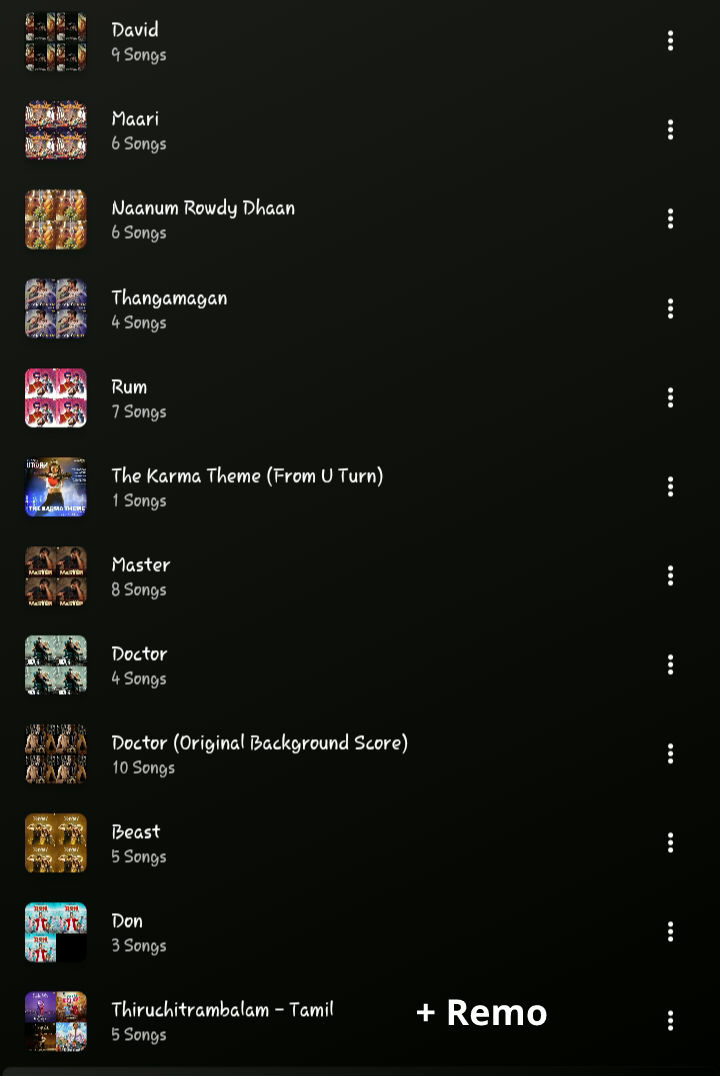 David
9 Songs
Maari
6 Songs
Naanum Rowdy Dhaan
6 Songs
Thangamagan
4 Songs
Rum
7 Songs
The Karma Theme (From U Turn)
1 Songs
Master
8 Songs
Doctor
4 Songs
Doctor (Original Background Score)
10 Songs
Beast
5 Songs
Don
3 Songs
Thiruchitrambalam - Tamil + Remo
5 Songs